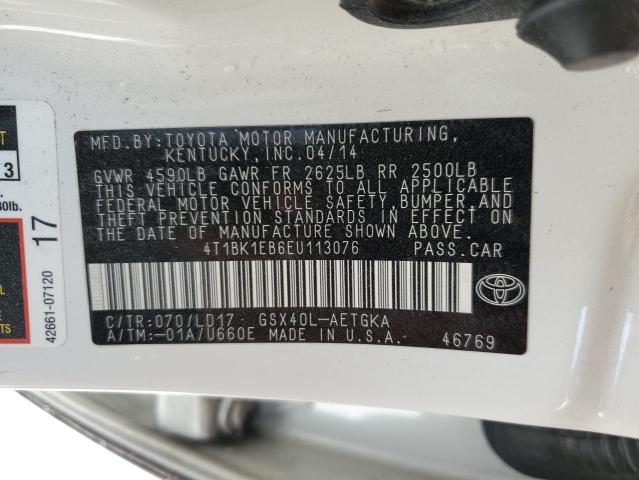 MFD.BY:TOYOTA MOTOR MANUFACTURING,
KENTUCKY, INC.04/14
GVWR 4590LB GAWR FR 2625LB RR 2500LB
THIS VEHICLE CONFORMS TO ALL APPLICABLE
FEDERAL MOTOR VEHICLE SAFETY, BUMPER,AND
THEFT PREVENTION STANDARDS IN EFFECT ON
THE DATE OF MANUFACTURE SHOWN ABOVE.
4T1BK1EB6EU113076 PASS.CAR
C/TR:070/LD17 GSX40L-AETGKA
A/TM:-01A/U660E MADE IN U.S.A. 46769
3
0lb.
17
42661-07120